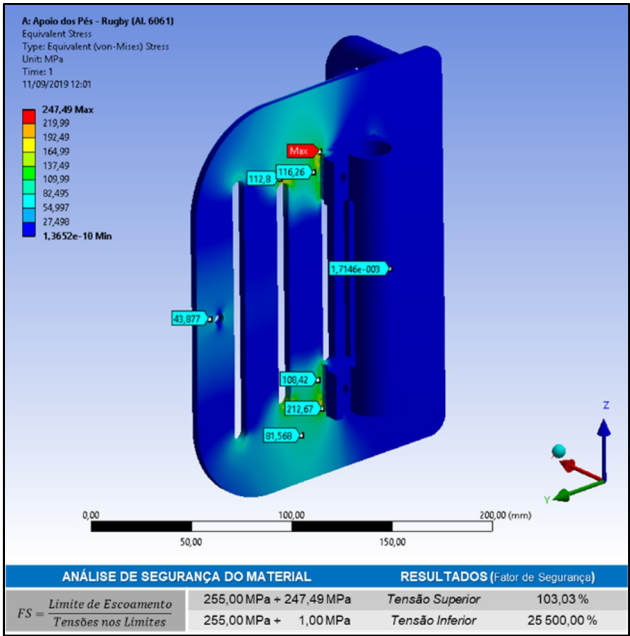 A: Apoio dos Pés - Rugby (Al. 6061)
Equivalent Stress
Type: Equivalent (von-Mises) Stress
Unit: MPa
Time: 1
11/09/2019 12:01
247,49 Max
219,99
192,49
164,99
137,49
109,99
82,495
54,997
27,498
1,3652e-10 Min
Max
116,26
112,8
1,7146e-003
43,877
108,42
212,67
81,568
Z
Y
0,00 100,00 200,00 (mm)
50,00 150,00
ANÁLISE DE SEGURANÇA DO MATERIAL RESULTADOS (Fator de Segurança)
FS = Limite de Escoamento / Tensões nos Limites
255,00 MPa ÷ 247,49 MPa Tensão Superior 103,03 %
255,00 MPa ÷ 1,00 MPa Tensão Inferior 25 500,00 %